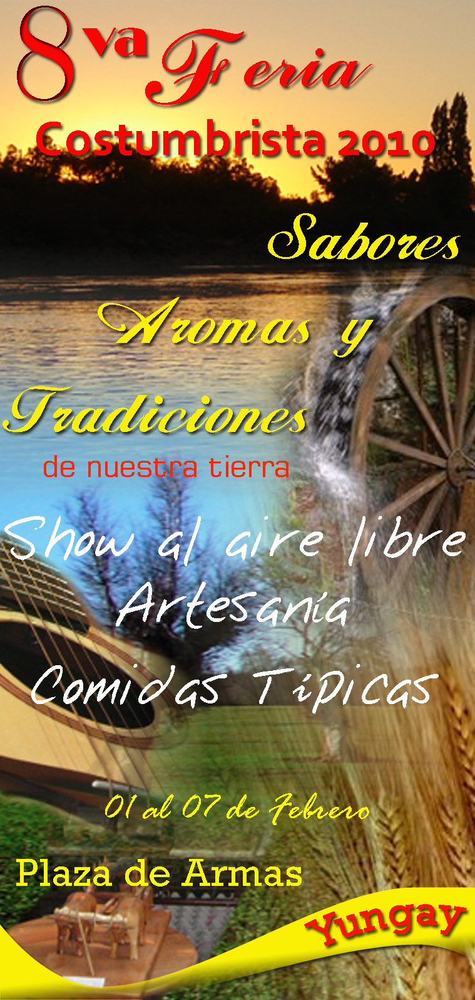 8va Feria
Costumbrista 2010
Sabores
Aromas y
Tradiciones
de nuestra tierra
Show al aire libre
Artesanía
Comidas Típicas
01 al 07 de Febrero
Plaza de Armas
Yungay